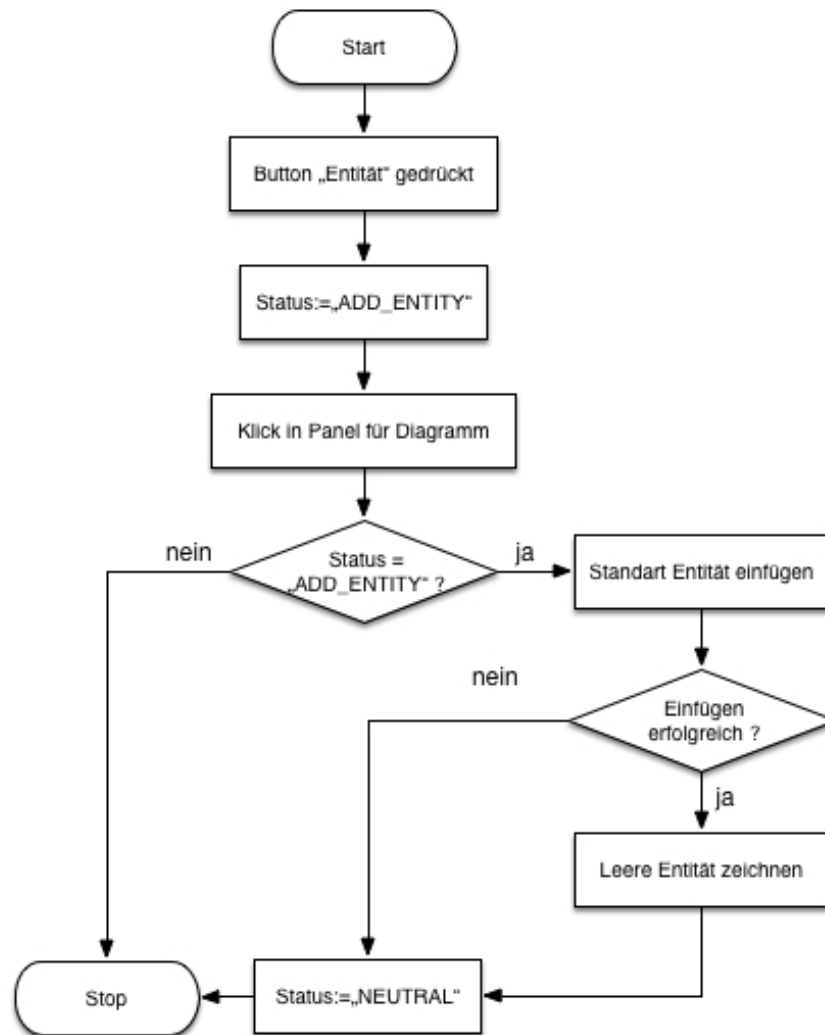 Start
Button „Entität“ gedrückt
Status:=„ADD_ENTITY“
Klick in Panel für Diagramm
nein
Status =
„ADD_ENTITY“ ?
ja
Standart Entität einfügen
nein
Einfügen
erfolgreich ?
ja
Leere Entität zeichnen
Stop
Status:=„NEUTRAL“